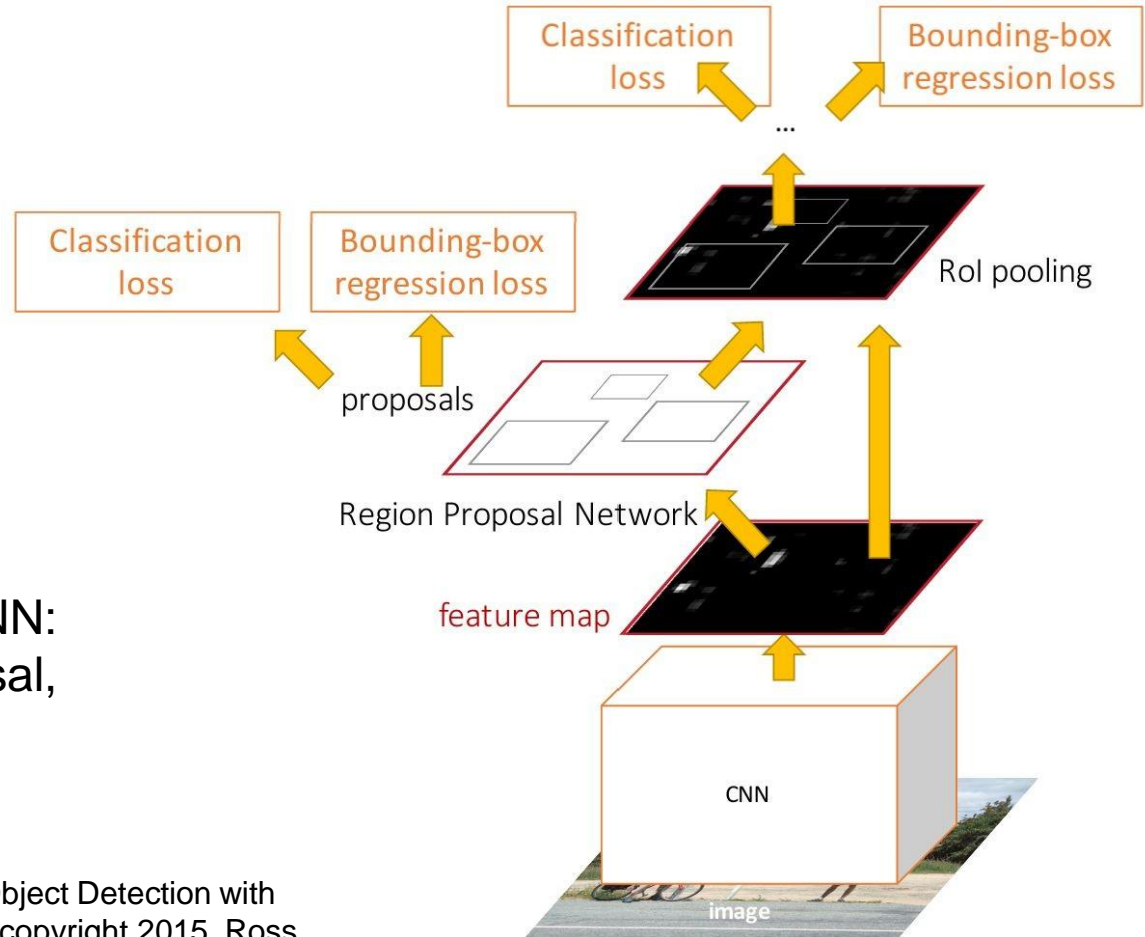 Classification
loss
Bounding-box
regression loss
...
Classification
loss
Bounding-box
regression loss
RoI pooling
proposals
Region Proposal Network
feature map
NN:
sal,
CNN
image
bject Detection with
copyright 2015, Ross